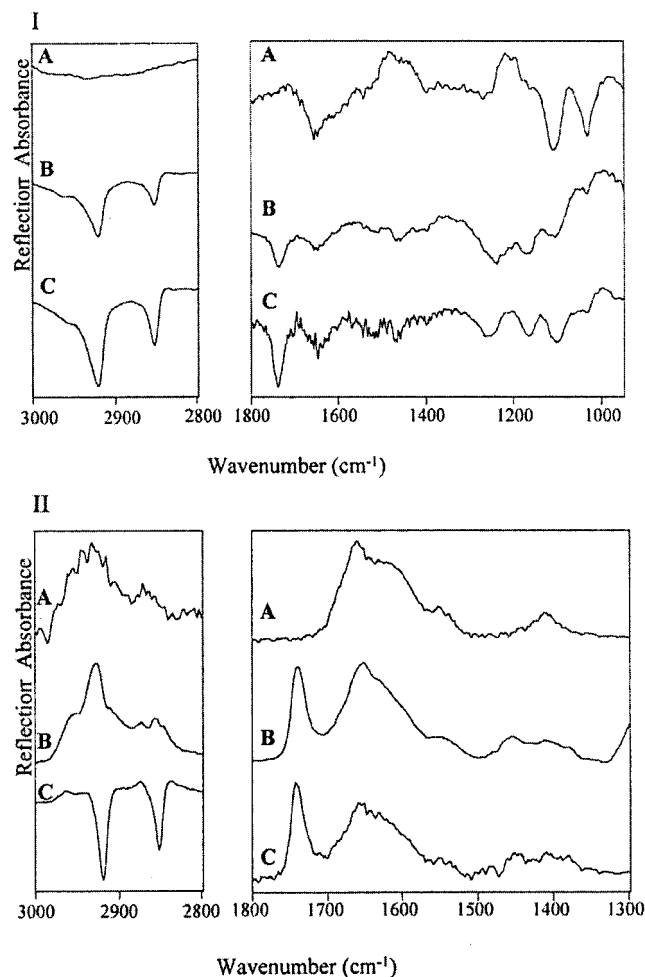 I
A
B
C
Reflection Absorbance
3000 2900 2800
A
B
C
1800 1600 1400 1200 1000
Wavenumber (cm-1)
II
A
B
C
Reflection Absorbance
3000 2900 2800
A
B
C
1800 1700 1600 1500 1400 1300
Wavenumber (cm-1)